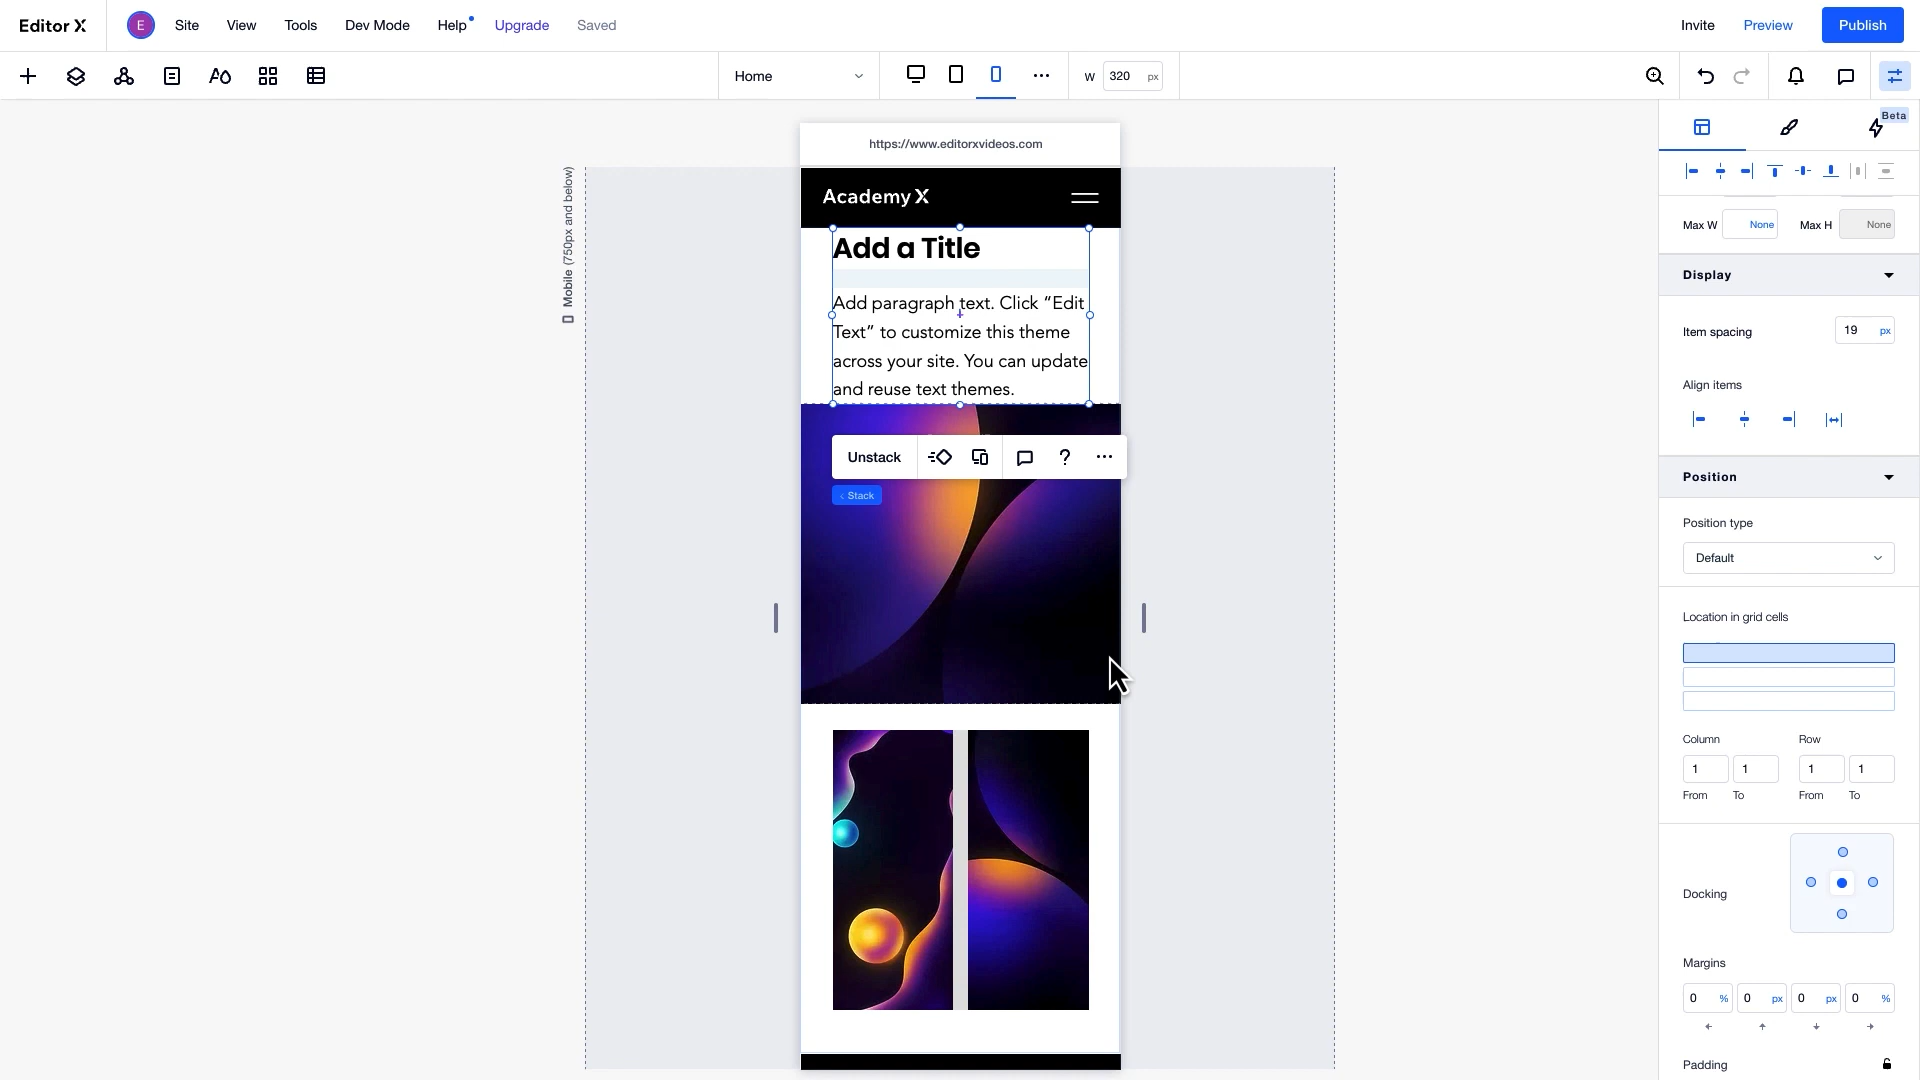 Editor X
E
Site
View
Tools
Dev Mode
Help
Upgrade
Saved
Invite
Preview
Publish
Home
W
320
px
Beta
https://www.editorxvideos.com
Mobile (750px and below)
Academy X
Add a Title
Add paragraph text. Click “Edit
Text” to customize this theme
across your site. You can update
and reuse text themes.
Unstack
?
‹ Stack
Max W
None
Max H
None
Display
Item spacing
19
px
Align items
Position
Position type
Default
Location in grid cells
Column
Row
1
1
1
1
From
To
From
To
Docking
Margins
0
%
0
px
0
px
0
%
Padding